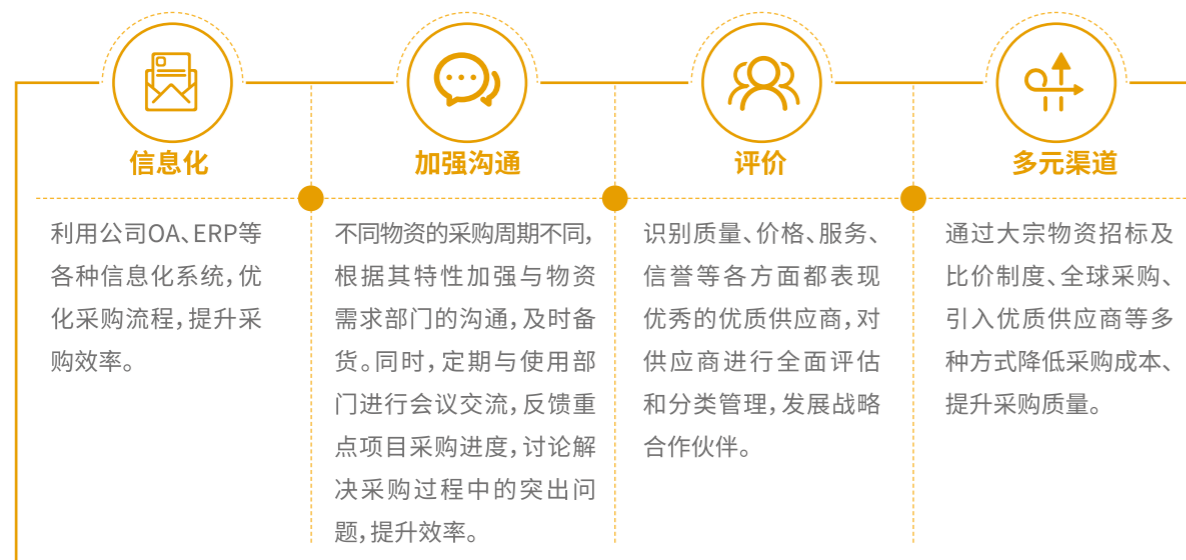 信息化
利用公司OA、ERP等
各种信息化系统，优
化采购流程，提升采
购效率。
加强沟通
不同物资的采购周期不同，
根据其特性加强与物资
需求部门的沟通，及时备
货。同时，定期与使用部
门进行会议交流，反馈重
点项目采购进度，讨论解
决采购过程中的突出问
题，提升效率。
评价
识别质量、价格、服务、
信誉等各方面都表现
优秀的优质供应商，对
供应商进行全面评估
和分类管理，发展战略
合作伙伴。
多元渠道
通过大宗物资招标及
比价制度、全球采购、
引入优质供应商等多
种方式降低采购成本、
提升采购质量。